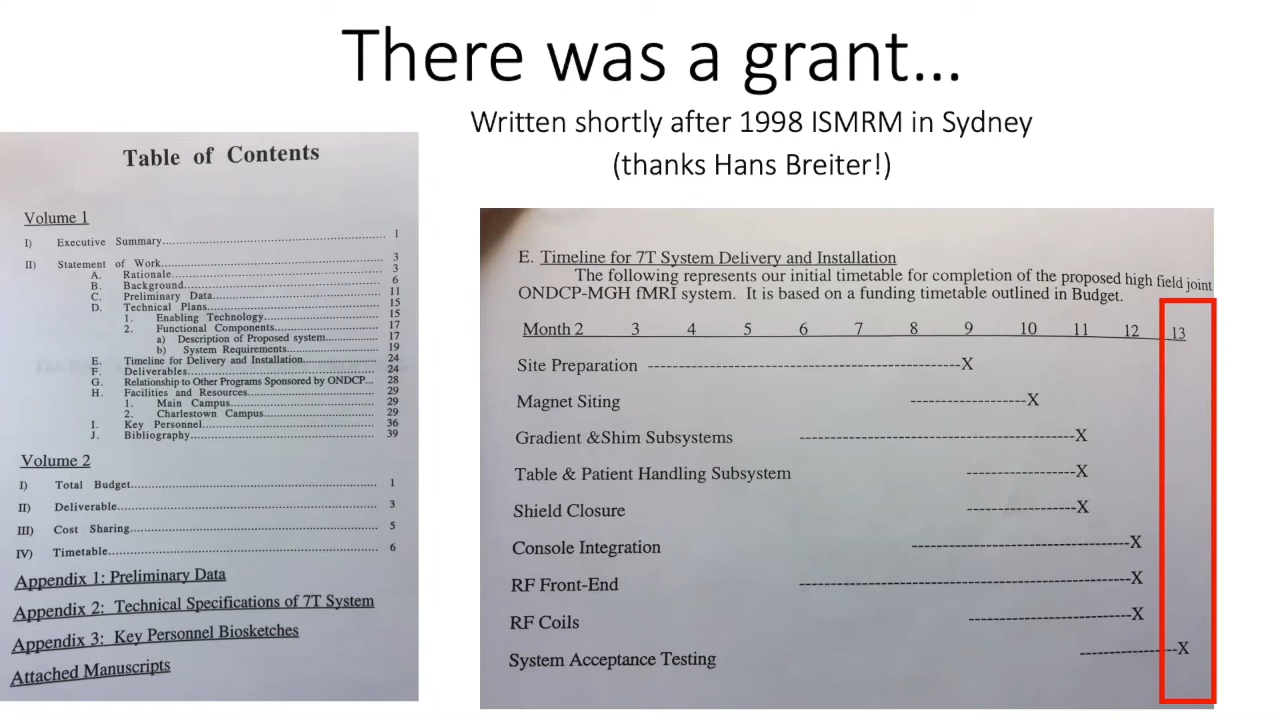 There was a grant...
Written shortly after 1998 ISMRM in Sydney
(thanks Hans Breiter!)
Table of Contents
Volume 1
I) Executive Summary 1
II) Statement of Work 3
A. Rationale 3
B. Background 6
C. Preliminary Data 11
D. Technical Plans 15
1. Enabling Technology 15
2. Functional Components 17
a) Description of Proposed system 17
b) System Requirements 19
E. Timeline for Delivery and Installation 24
F. Deliverables 24
G. Relationship to Other Programs Sponsored by ONDCP... 28
H. Facilities and Resources 29
1. Main Campus 29
2. Charlestown Campus 29
I. Key Personnel 36
J. Bibliography 39
Volume 2
I) Total Budget 1
II) Deliverable 3
III) Cost Sharing 5
IV) Timetable 6
Appendix 1: Preliminary Data
Appendix 2: Technical Specifications of 7T System
Appendix 3: Key Personnel Biosketches
Attached Manuscripts
E. Timeline for 7T System Delivery and Installation
The following represents our initial timetable for completion of the proposed high field joint
ONDCP-MGH fMRI system. It is based on a funding timetable outlined in Budget.
Month 2 3 4 5 6 7 8 9 10 11 12 13
Site Preparation X
Magnet Siting X
Gradient &Shim Subsystems X
Table & Patient Handling Subsystem X
Shield Closure X
Console Integration X
RF Front-End X
RF Coils X
System Acceptance Testing X